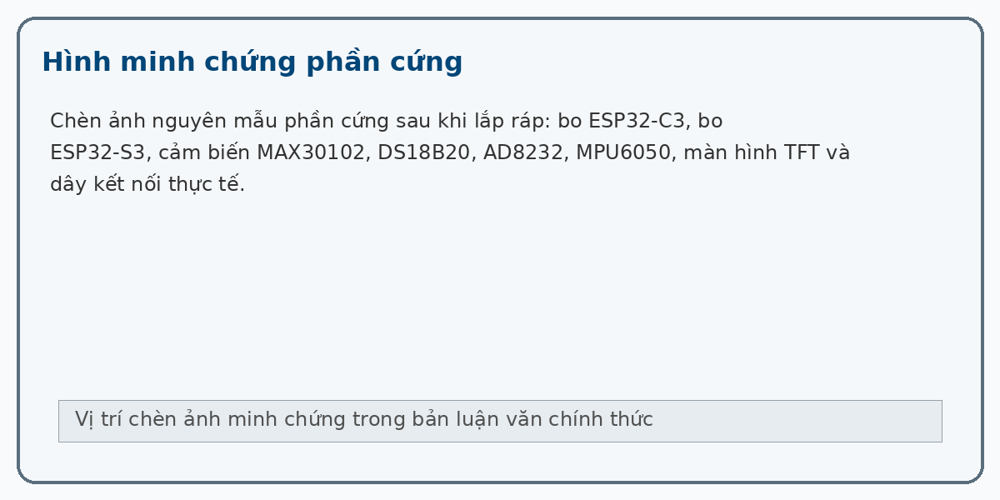 Hình minh chứng phần cứng
Chèn ảnh nguyên mẫu phần cứng sau khi lắp ráp: bo ESP32-C3, bo
ESP32-S3, cảm biến MAX30102, DS18B20, AD8232, MPU6050, màn hình TFT và
dây kết nối thực tế.
Vị trí chèn ảnh minh chứng trong bản luận văn chính thức